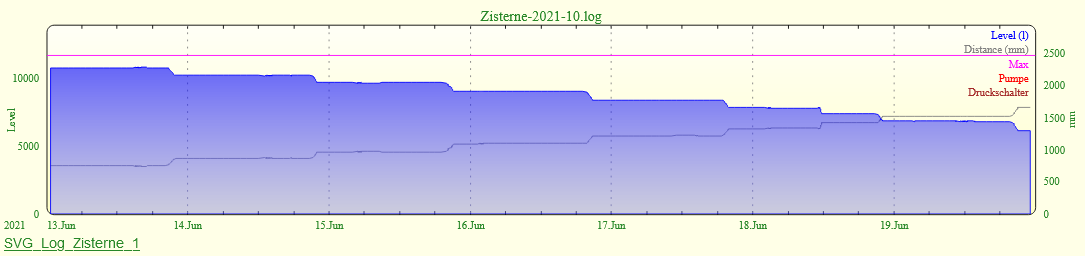 Zisterne-2021-10.log
Level (l)
Distance (mm)
Max
Pumpe
Druckschalter
Level
10000
5000
0
2500
2000
1500
1000
500
0
mm
2021 13.Jun 14.Jun 15.Jun 16.Jun 17.Jun 18.Jun 19.Jun
SVG_Log_Zisterne_1